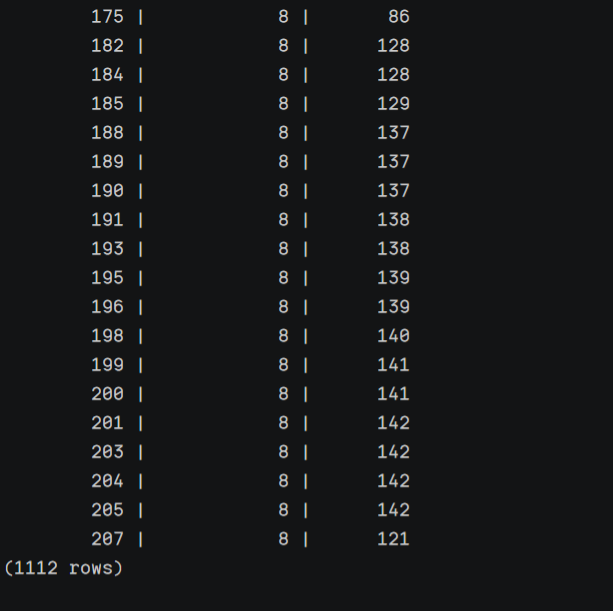 175 | 8 | 86
182 | 8 | 128
184 | 8 | 128
185 | 8 | 129
188 | 8 | 137
189 | 8 | 137
190 | 8 | 137
191 | 8 | 138
193 | 8 | 138
195 | 8 | 139
196 | 8 | 139
198 | 8 | 140
199 | 8 | 141
200 | 8 | 141
201 | 8 | 142
203 | 8 | 142
204 | 8 | 142
205 | 8 | 142
207 | 8 | 121
(1112 rows)